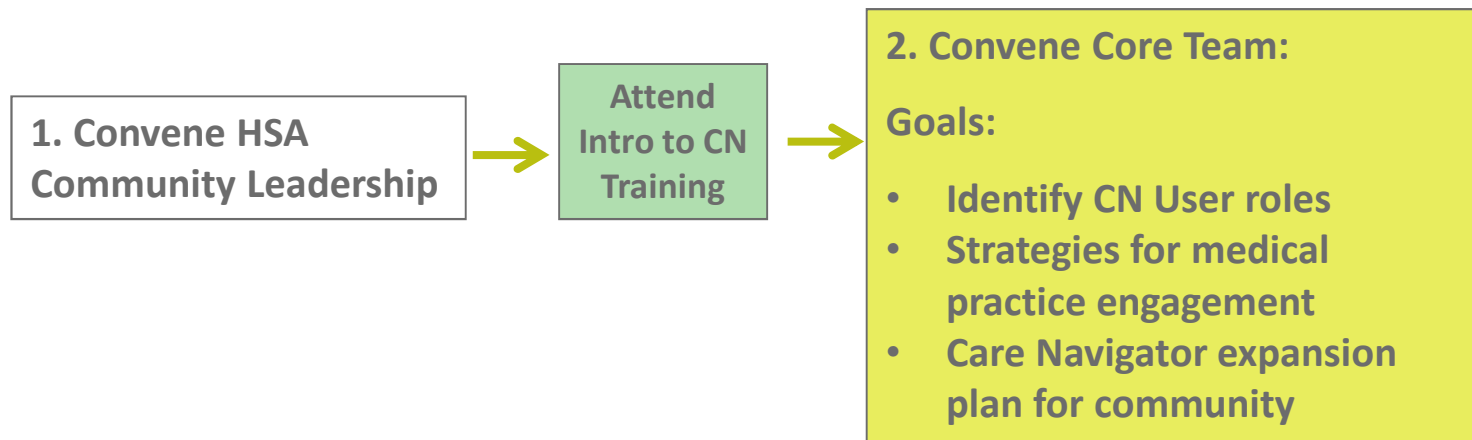 1. Convene HSA
Community Leadership
Attend
Intro to CN
Training
2. Convene Core Team:
Goals:
• Identify CN User roles
• Strategies for medical
practice engagement
• Care Navigator expansion
plan for community